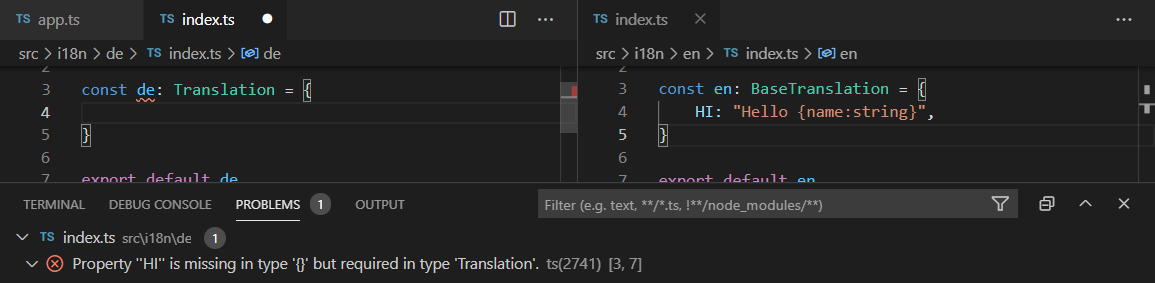 TS app.ts
TS index.ts
TS index.ts
src > i18n > de > TS index.ts > de
src > i18n > en > TS index.ts > en
2
3 const de: Translation = {
4
5 }
6
7 export default de
2
3 const en: BaseTranslation = {
4 HI: "Hello {name:string}",
5 }
6
7 export default en
TERMINAL DEBUG CONSOLE PROBLEMS 1 OUTPUT Filter (e.g. text, **/*.ts, !**/node_modules/**)
TS index.ts src\i18n\de 1
Property '"HI"' is missing in type '{}' but required in type 'Translation'. ts(2741) [3, 7]